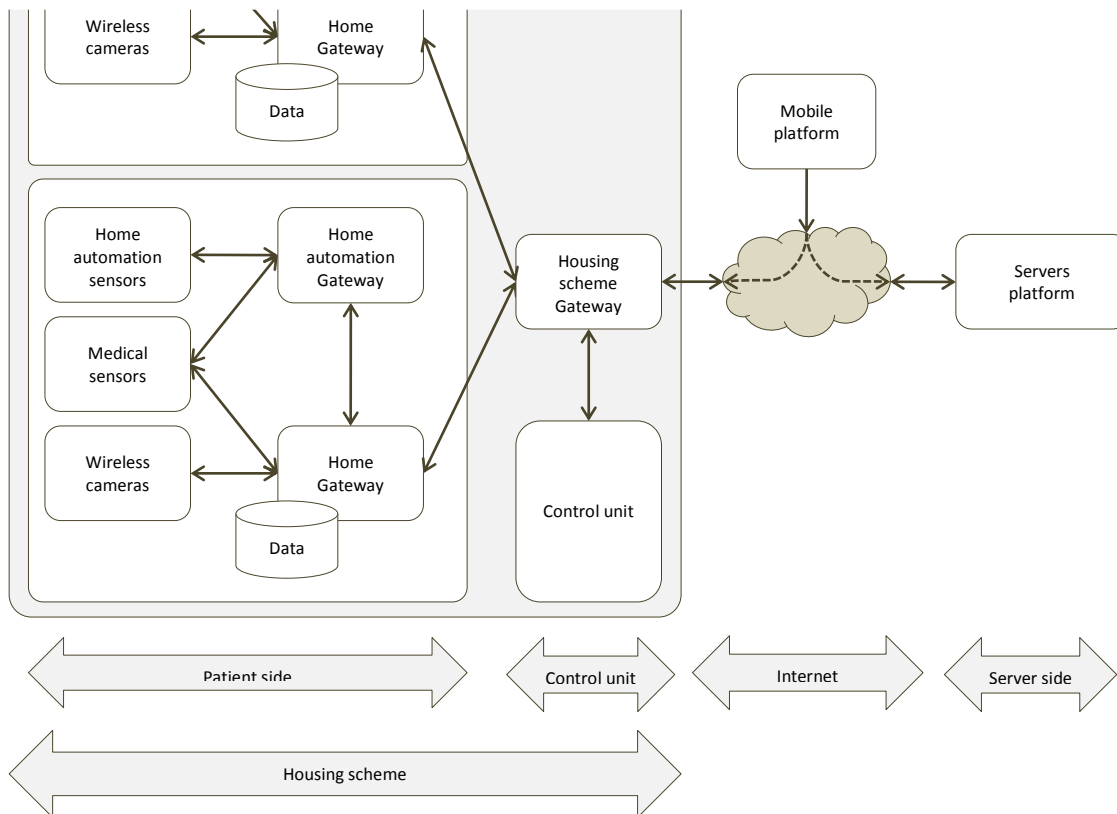 Wireless
cameras
Home
Gateway
Data
Mobile
platform
Home
automation
sensors
Home
automation
Gateway
Housing
scheme
Gateway
Servers
platform
Medical
sensors
Wireless
cameras
Home
Gateway
Control unit
Data
Patient side
Control unit
Internet
Server side
Housing scheme